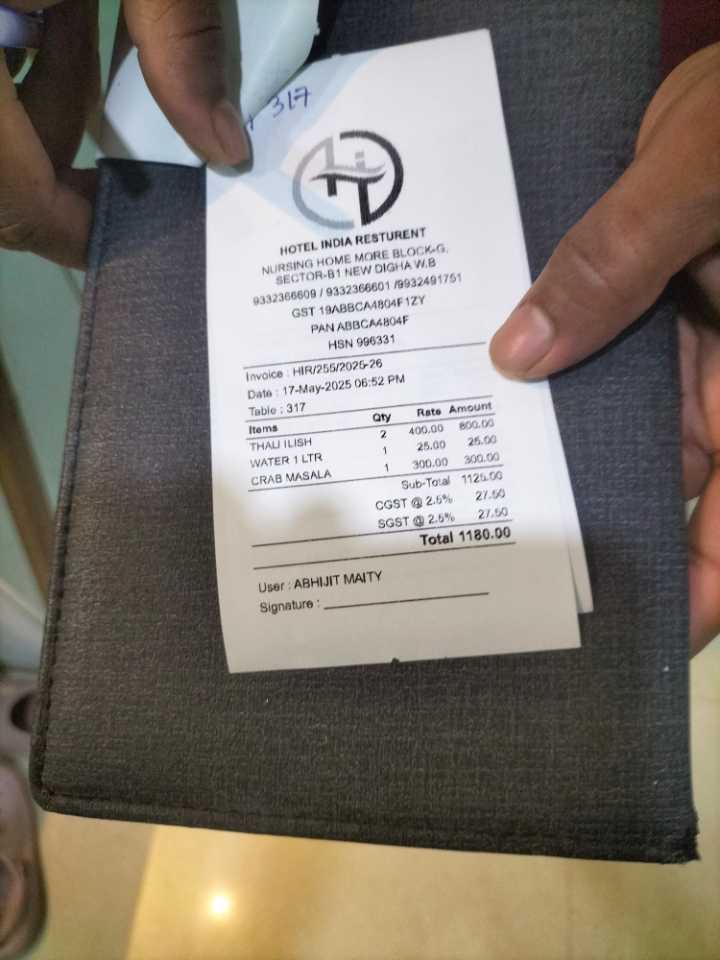 317
HOTEL INDIA RESTURENT
NURSING HOME MORE BLOCK-G.
SECTOR-B1 NEW DIGHA W.B
9332366609 / 9332366601 /9932491751
GST 19ABBCA4804F1ZY
PAN ABBCA4804F
HSN 996331
Invoice : HIR/255/2025-26
Date : 17-May-2025 06:52 PM
Table : 317
Items Qty Rate Amount
THALI ILISH 2 400.00 800.00
WATER 1 LTR 1 25.00 25.00
CRAB MASALA 1 300.00 300.00
Sub-Total 1125.00
CGST @ 2.5% 27.50
SGST @ 2.5% 27.50
Total 1180.00
User : ABHIJIT MAITY
Signature :